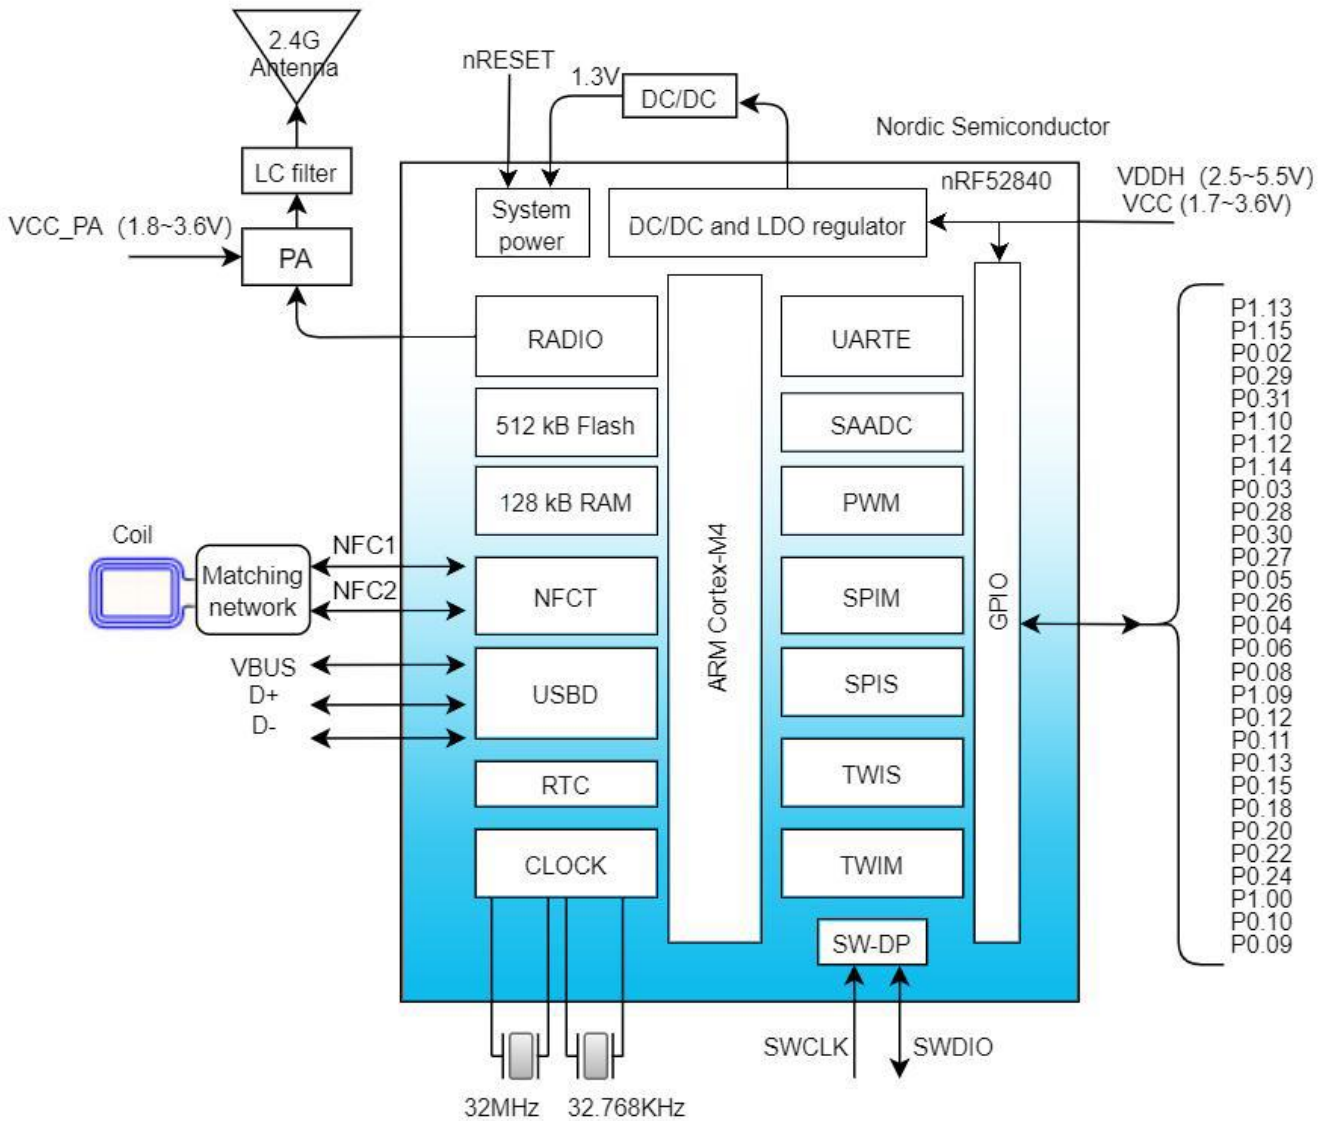 2.4G
Antenna
nRESET
1.3V
DC/DC
Nordic Semiconductor
LC filter
nRF52840
VDDH (2.5~5.5V)
VCC (1.7~3.6V)
VCC_PA (1.8~3.6V)
PA
System
power
DC/DC and LDO regulator
RADIO
UARTE
512 kB Flash
SAADC
128 kB RAM
PWM
Coil
Matching
network
NFC1
NFC2
NFCT
SPIM
ARM Cortex-M4
GPIO
VBUS
D+
D-
USBD
SPIS
RTC
TWIS
CLOCK
TWIM
SW-DP
SWCLK
SWDIO
32MHz
32.768KHz
P1.13
P1.15
P0.02
P0.29
P0.31
P1.10
P1.12
P1.14
P0.03
P0.28
P0.30
P0.27
P0.05
P0.26
P0.04
P0.06
P0.08
P1.09
P0.12
P0.11
P0.13
P0.15
P0.18
P0.20
P0.22
P0.24
P1.00
P0.10
P0.09